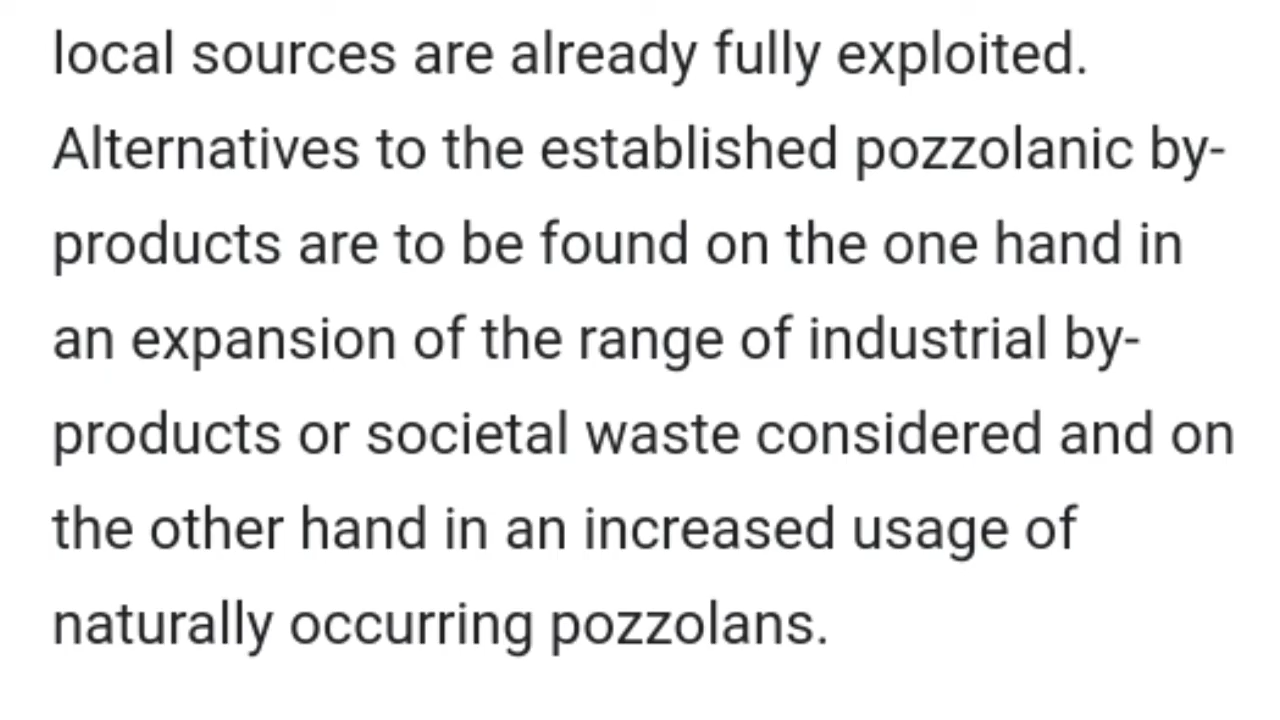 local sources are already fully exploited.
Alternatives to the established pozzolanic by-
products are to be found on the one hand in
an expansion of the range of industrial by-
products or societal waste considered and on
the other hand in an increased usage of
naturally occurring pozzolans.